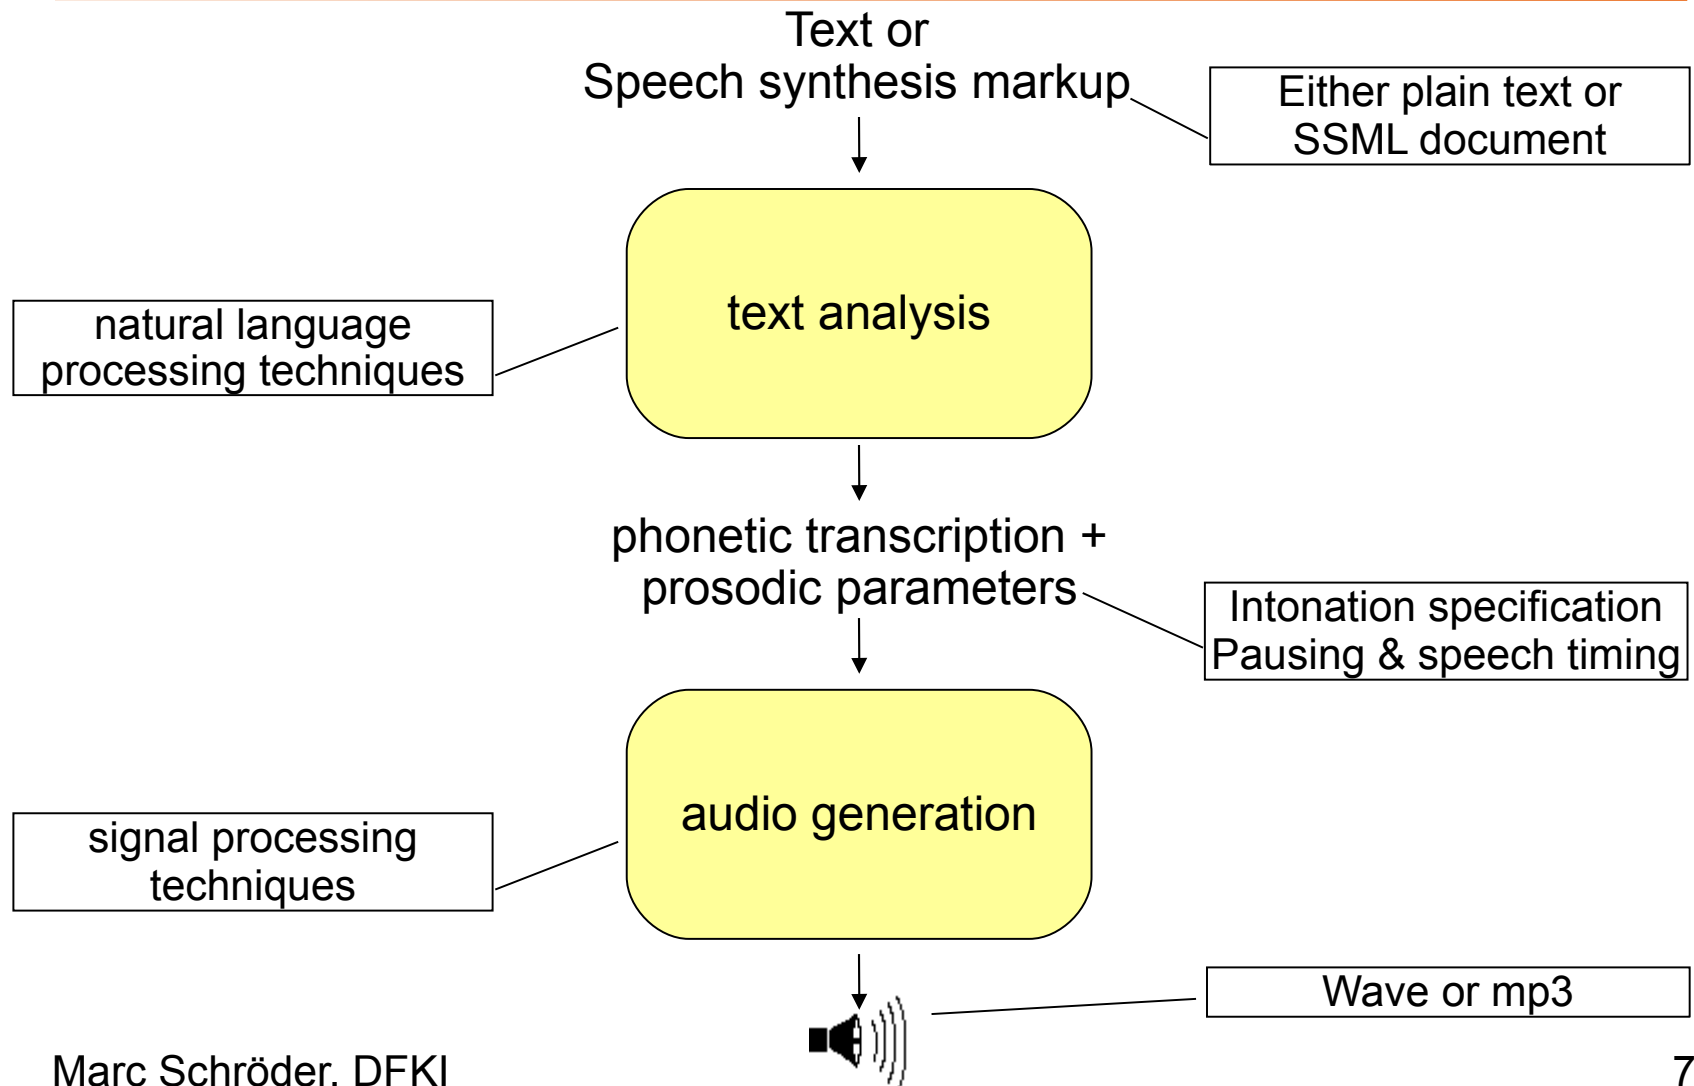 Text or
Speech synthesis markup
Either plain text or
SSML document
text analysis
natural language
processing techniques
phonetic transcription +
prosodic parameters
Intonation specification
Pausing & speech timing
audio generation
signal processing
techniques
Wave or mp3
Marc Schröder, DFKI
7